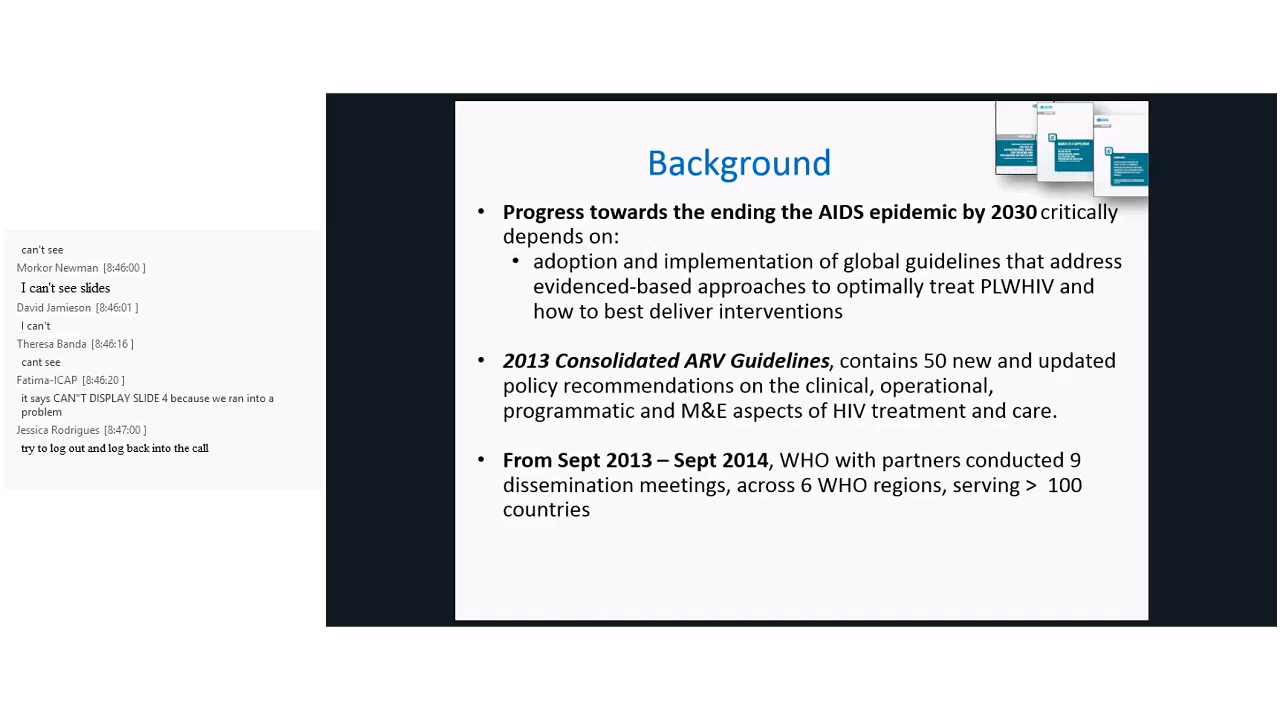 can't see
Morkor Newman [8:46:00 ]
I can't see slides
David Jamieson [8:46:01 ]
I can't
Theresa Banda [8:46:16 ]
cant see
Fatima-ICAP [8:46:20 ]
it says CAN"T DISPLAY SLIDE 4 because we ran into a
problem
Jessica Rodrigues [8:47:00 ]
try to log out and log back into the call
Background
• Progress towards the ending the AIDS epidemic by 2030 critically
depends on:
• adoption and implementation of global guidelines that address
evidenced-based approaches to optimally treat PLWHIV and
how to best deliver interventions
• 2013 Consolidated ARV Guidelines, contains 50 new and updated
policy recommendations on the clinical, operational,
programmatic and M&E aspects of HIV treatment and care.
• From Sept 2013 – Sept 2014, WHO with partners conducted 9
dissemination meetings, across 6 WHO regions, serving > 100
countries